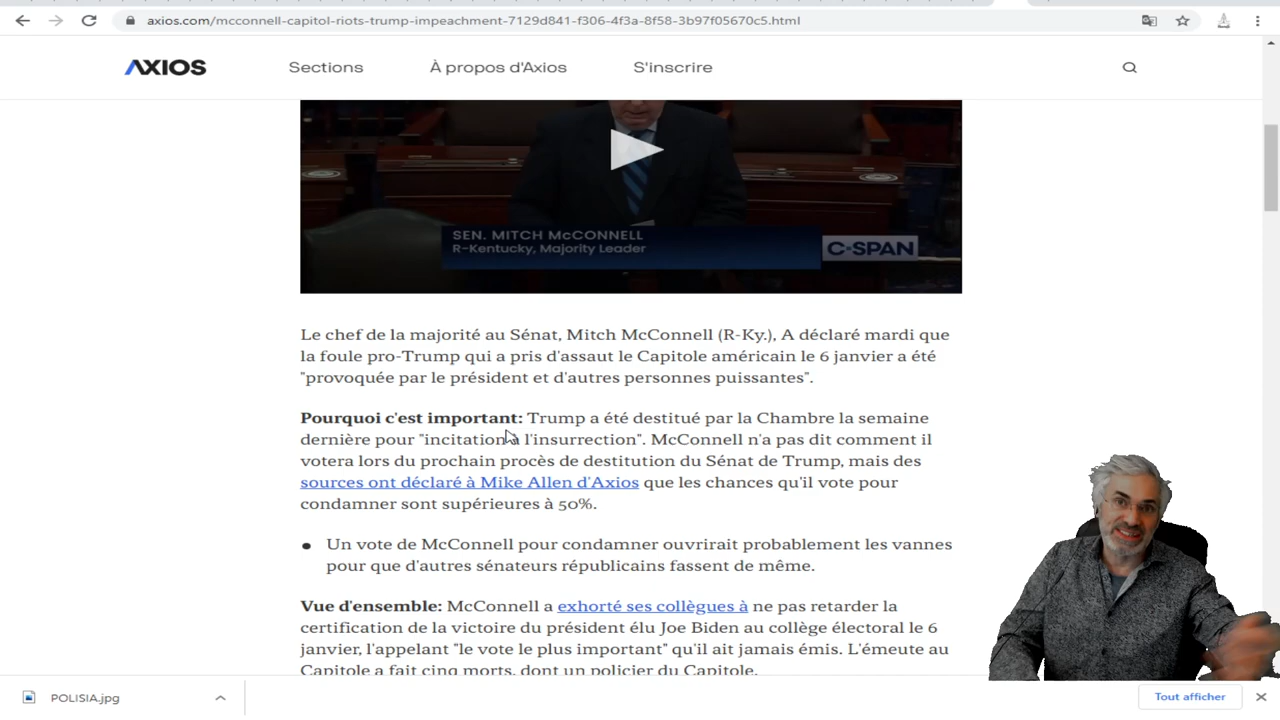 axios.com/mcconnell-capitol-riots-trump-impeachment-7129d841-f306-4f3a-8f58-3b97f05670c5.html
AXIOS
Sections
À propos d'Axios
S'inscrire
SEN. MITCH McCONNELL
R-Kentucky, Majority Leader
C-SPAN
Le chef de la majorité au Sénat, Mitch McConnell (R-Ky.), A déclaré mardi que
la foule pro-Trump qui a pris d'assaut le Capitole américain le 6 janvier a été
"provoquée par le président et d'autres personnes puissantes".
Pourquoi c'est important: Trump a été destitué par la Chambre la semaine
dernière pour "incitation à l'insurrection". McConnell n'a pas dit comment il
votera lors du prochain procès de destitution du Sénat de Trump, mais des
sources ont déclaré à Mike Allen d'Axios que les chances qu'il vote pour
condamner sont supérieures à 50%.
Un vote de McConnell pour condamner ouvrirait probablement les vannes
pour que d'autres sénateurs républicains fassent de même.
Vue d'ensemble: McConnell a exhorté ses collègues à ne pas retarder la
certification de la victoire du président élu Joe Biden au collège électoral le 6
janvier, l'appelant "le vote le plus important" qu'il ait jamais émis. L'émeute au
Capitole a fait cinq morts, dont un policier du Capitole.
POLISIA.jpg
Tout afficher